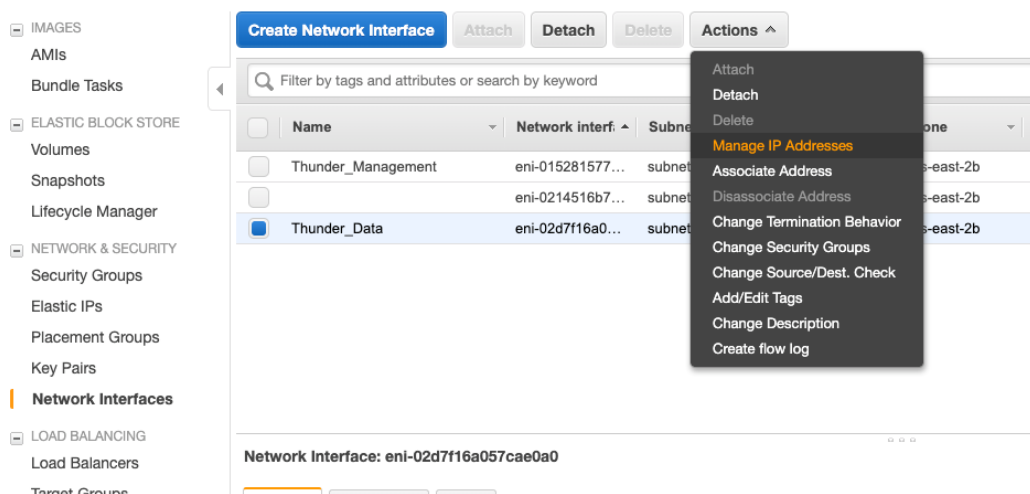 IMAGES
AMIs
Bundle Tasks
ELASTIC BLOCK STORE
Volumes
Snapshots
Lifecycle Manager
NETWORK & SECURITY
Security Groups
Elastic IPs
Placement Groups
Key Pairs
Network Interfaces
LOAD BALANCING
Load Balancers
Target Groups
Create Network Interface Attach Detach Delete Actions
Filter by tags and attributes or search by keyword
Name Network interf Subne one
Thunder_Management eni-015281577... subnet s-east-2b
eni-0214516b7... subnet s-east-2b
Thunder_Data eni-02d7f16a0... subnet s-east-2b
Attach
Detach
Delete
Manage IP Addresses
Associate Address
Disassociate Address
Change Termination Behavior
Change Security Groups
Change Source/Dest. Check
Add/Edit Tags
Change Description
Create flow log
Network Interface: eni-02d7f16a057cae0a0